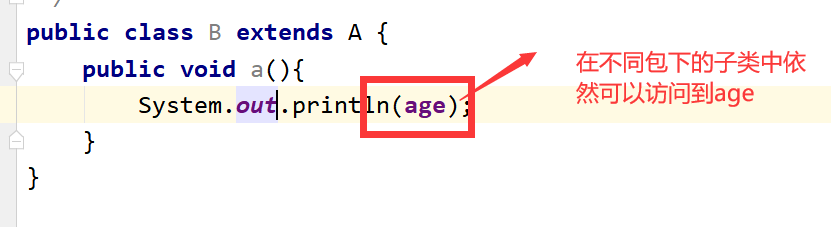 public class B extends A {
public void a(){
System.out.println(age);
}
}
在不同包下的子类中依
然可以访问到age